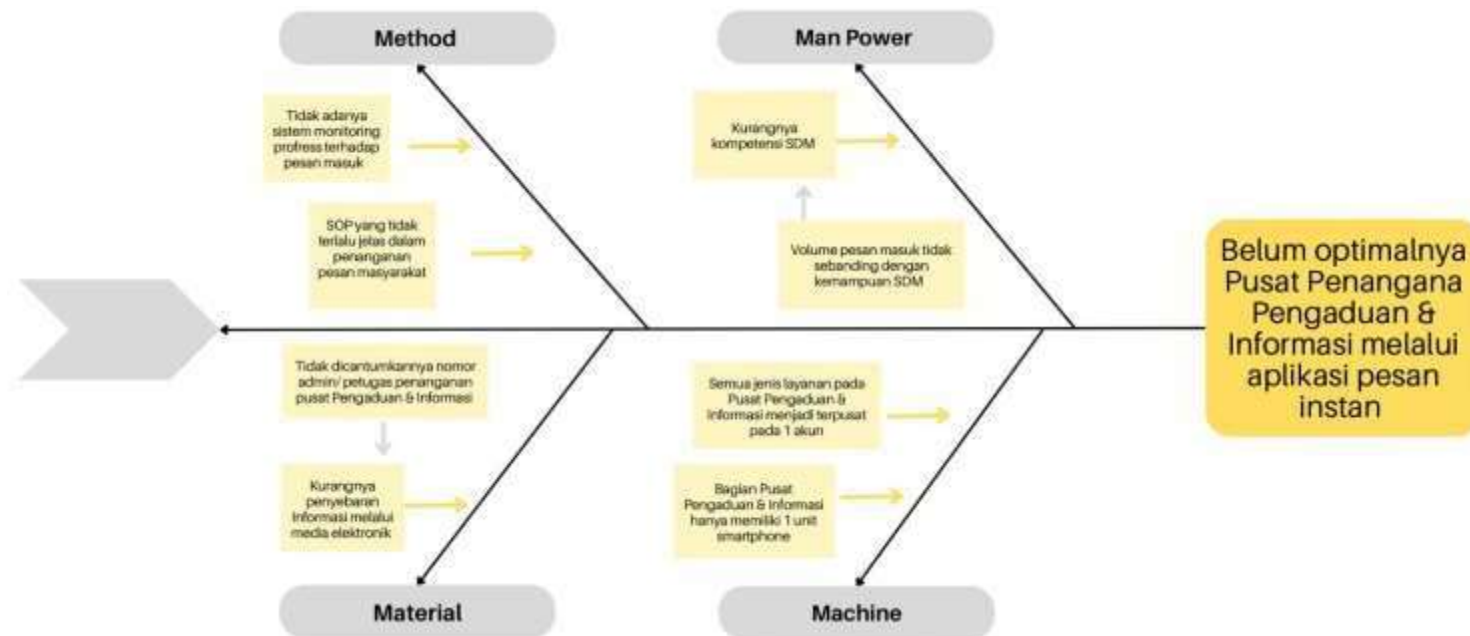 Method
Tidak adanya
sistem monitoring
profress terhadap
pesan masuk
SOP yang tidak
terlalu jelas dalam
penanganan
pesan masyarakat
Man Power
Kurangnya
kompetensi SDM
Volume pesan masuk tidak
sebanding dengan
kemampuan SDM
Belum optimalnya
Pusat Penangana
Pengaduan &
Informasi melalui
aplikasi pesan
instan
Tidak dicantumkannya nomor
admin/ petugas penanganan
pusat Pengaduan & Informasi
Kurangnya
penyebaran
Informasi melalui
media elektronik
Material
Semua jenis layanan pada
Pusat Pengaduan &
Informasi menjadi terpusat
pada 1 akun
Bagian Pusat
Pengaduan & Informasi
hanya memiliki 1 unit
smartphone
Machine